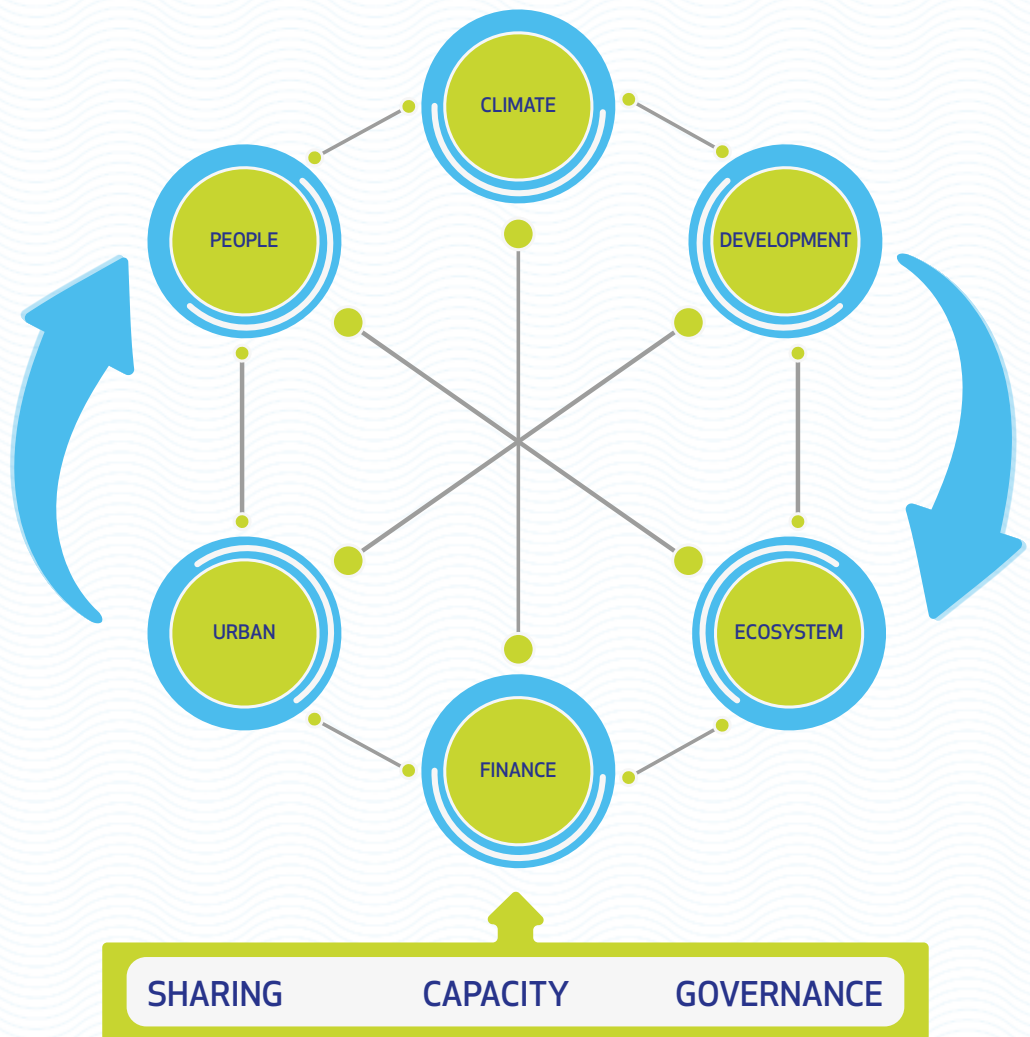 CLIMATE
PEOPLE
DEVELOPMENT
URBAN
ECOSYSTEM
FINANCE
SHARING CAPACITY GOVERNANCE